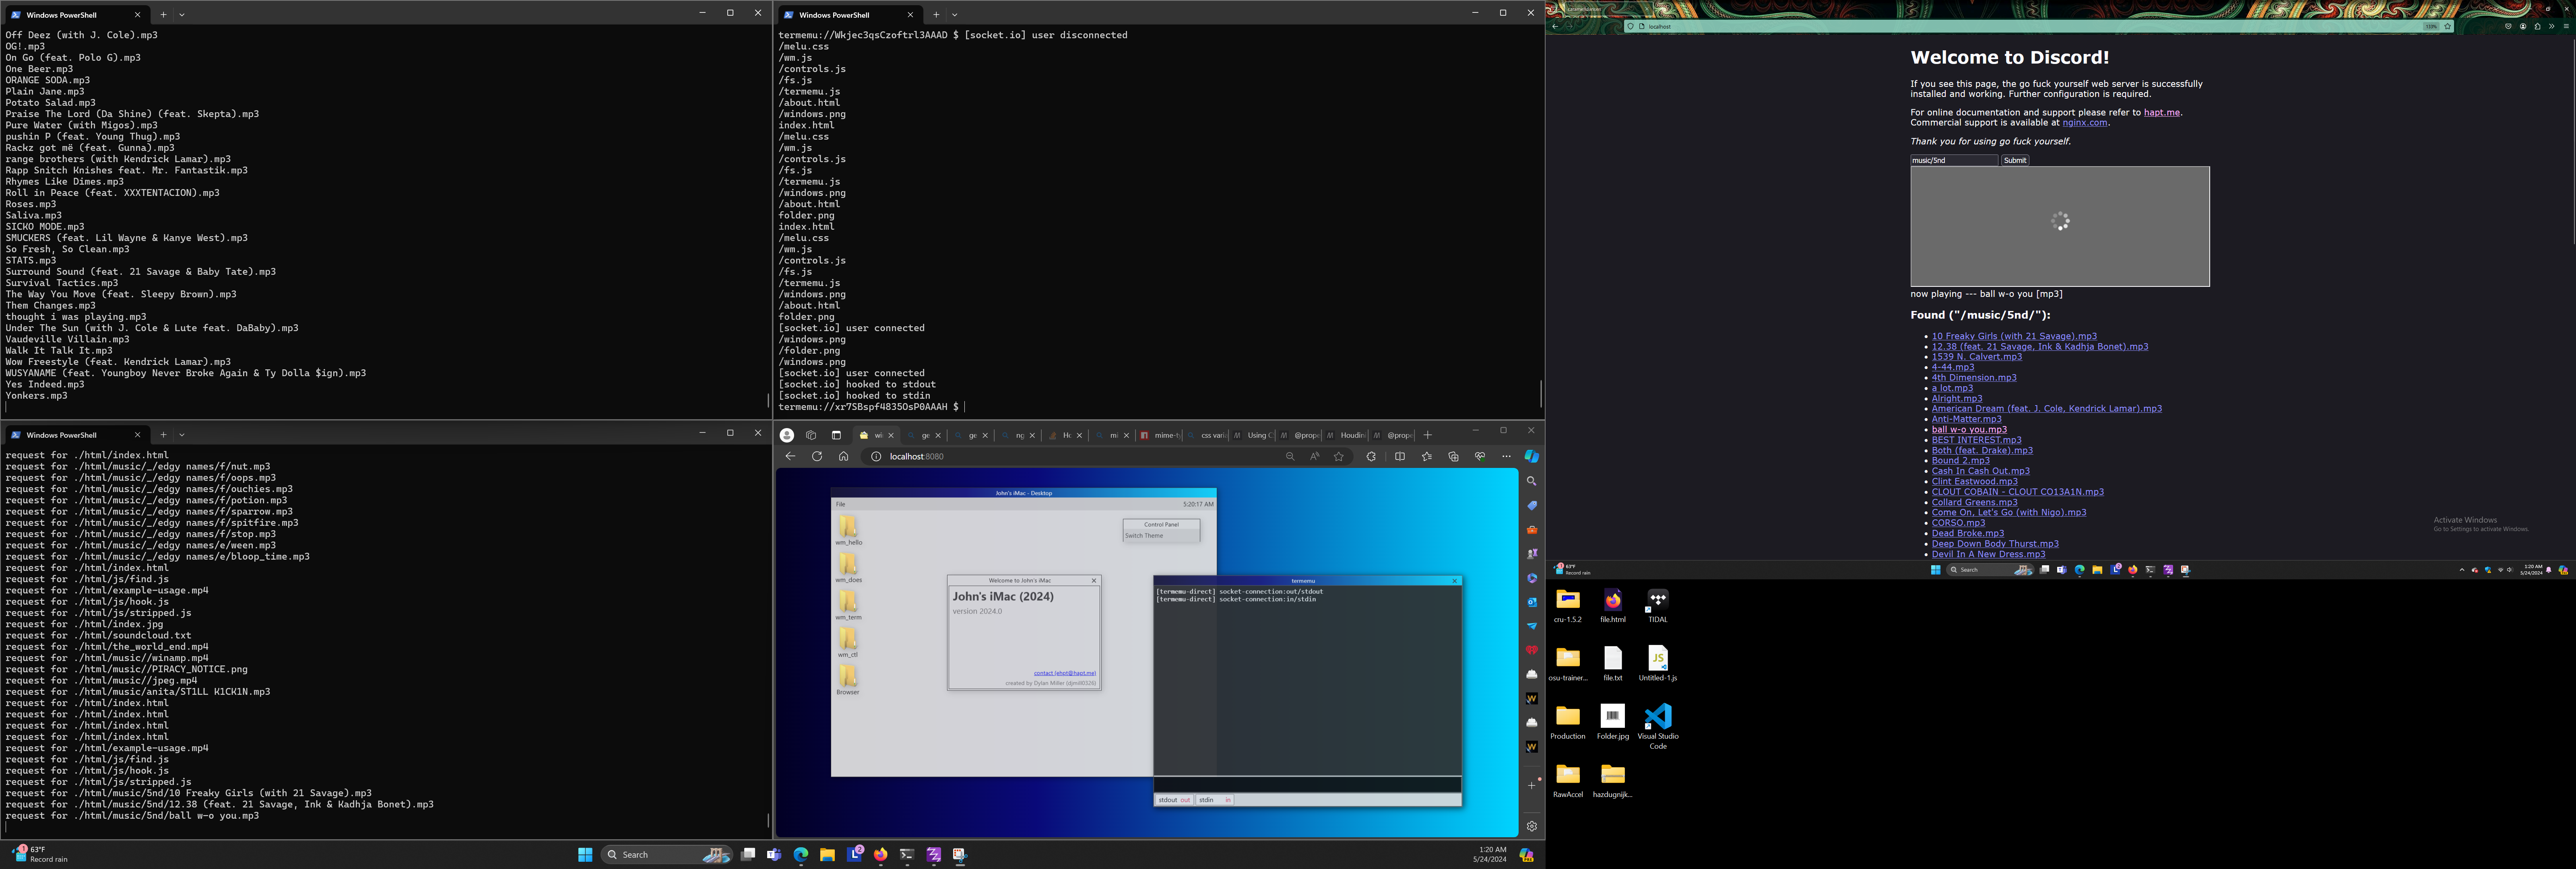 Windows PowerShell
Off Deez (with J. Cole).mp3
OG!.mp3
On Go (feat. Polo G).mp3
One Beer.mp3
ORANGE SODA.mp3
Plain Jane.mp3
Potato Salad.mp3
Praise The Lord (Da Shine) (feat. Skepta).mp3
Pure Water (with Migos).mp3
pushin P (feat. Young Thug).mp3
Rackz got më (feat. Gunna).mp3
range brothers (with Kendrick Lamar).mp3
Rapp Snitch Knishes feat. Mr. Fantastik.mp3
Rhymes Like Dimes.mp3
Roll in Peace (feat. XXXTENTACION).mp3
Roses.mp3
Saliva.mp3
SICKO MODE.mp3
SMUCKERS (feat. Lil Wayne & Kanye West).mp3
So Fresh, So Clean.mp3
STATS.mp3
Surround Sound (feat. 21 Savage & Baby Tate).mp3
Survival Tactics.mp3
The Way You Move (feat. Sleepy Brown).mp3
Them Changes.mp3
thought i was playing.mp3
Under The Sun (with J. Cole & Lute feat. DaBaby).mp3
Vaudeville Villain.mp3
Walk It Talk It.mp3
Wow Freestyle (feat. Kendrick Lamar).mp3
WUSYANAME (feat. Youngboy Never Broke Again & Ty Dolla $ign).mp3
Yes Indeed.mp3
Yonkers.mp3
Windows PowerShell
termemu://Wkjec3qsCzoftrl3AAAD $ [socket.io] user disconnected
/melu.css
/wm.js
/controls.js
/fs.js
/termemu.js
/about.html
/windows.png
index.html
/melu.css
/wm.js
/controls.js
/fs.js
/termemu.js
/windows.png
/about.html
folder.png
index.html
/melu.css
/wm.js
/controls.js
/fs.js
/termemu.js
/windows.png
/about.html
folder.png
[socket.io] user connected
/windows.png
/folder.png
/windows.png
[socket.io] user connected
[socket.io] hooked to stdout
[socket.io] hooked to stdin
termemu://xr7SBspf4835OsP0AAAH $
localhost
Welcome to Discord!
If you see this page, the go fuck yourself web server is successfully
installed and working. Further configuration is required.
For online documentation and support please refer to hapt.me.
Commercial support is available at nginx.com.
Thank you for using go fuck yourself.
music/5nd Submit
now playing --- ball w-o you [mp3]
Found ("/music/5nd/"):
10 Freaky Girls (with 21 Savage).mp3
12.38 (feat. 21 Savage, Ink & Kadhja Bonet).mp3
1539 N. Calvert.mp3
4-44.mp3
4th Dimension.mp3
a lot.mp3
Alright.mp3
American Dream (feat. J. Cole, Kendrick Lamar).mp3
Anti-Matter.mp3
ball w-o you.mp3
BEST INTEREST.mp3
Both (feat. Drake).mp3
Bound 2.mp3
Cash In Cash Out.mp3
Clint Eastwood.mp3
CLOUT COBAIN - CLOUT CO13A1N.mp3
Collard Greens.mp3
Come On, Let's Go (with Nigo).mp3
CORSO.mp3
Dead Broke.mp3
Deep Down Body Thurst.mp3
Devil In A New Dress.mp3
Activate Windows
Go to Settings to activate Windows.
63°F
Record rain
Search
1:20 AM
5/24/2024
Windows PowerShell
request for ./html/index.html
request for ./html/music/_/edgy names/f/nut.mp3
request for ./html/music/_/edgy names/f/oops.mp3
request for ./html/music/_/edgy names/f/ouchies.mp3
request for ./html/music/_/edgy names/f/potion.mp3
request for ./html/music/_/edgy names/f/sparrow.mp3
request for ./html/music/_/edgy names/f/spitfire.mp3
request for ./html/music/_/edgy names/f/stop.mp3
request for ./html/music/_/edgy names/e/ween.mp3
request for ./html/music/_/edgy names/e/bloop_time.mp3
request for ./html/index.html
request for ./html/js/find.js
request for ./html/example-usage.mp4
request for ./html/js/hook.js
request for ./html/js/stripped.js
request for ./html/index.jpg
request for ./html/soundcloud.txt
request for ./html/the_world_end.mp4
request for ./html/music//winamp.mp4
request for ./html/music//PIRACY_NOTICE.png
request for ./html/music//jpeg.mp4
request for ./html/music/anita/ST1LL K1CK1N.mp3
request for ./html/index.html
request for ./html/index.html
request for ./html/index.html
request for ./html/index.html
request for ./html/example-usage.mp4
request for ./html/js/find.js
request for ./html/js/hook.js
request for ./html/js/stripped.js
request for ./html/music/5nd/10 Freaky Girls (with 21 Savage).mp3
request for ./html/music/5nd/12.38 (feat. 21 Savage, Ink & Kadhja Bonet).mp3
request for ./html/music/5nd/ball w-o you.mp3
wi ge ge ng Ho mi mime-t css vari Using C @prope Houdin @prope
localhost:8080
John's iMac - Desktop
File 5:20:17 AM
wm_hello
wm_does
wm_term
wm_ctl
Browser
Control Panel
Switch Theme
Welcome to John's iMac
John's iMac (2024)
version 2024.0
contact [ehpt@hapt.me]
created by Dylan Miller (djmill0326)
termemu
[termemu-direct] socket-connection:out/stdout
[termemu-direct] socket-connection:in/stdin
stdout out stdin in
cru-1.5.2 file.html TIDAL
osu-trainer... file.txt Untitled-1.js
Production Folder.jpg Visual Studio
Code
RawAccel hazdugnijk...
63°F
Record rain
Search
1:20 AM
5/24/2024